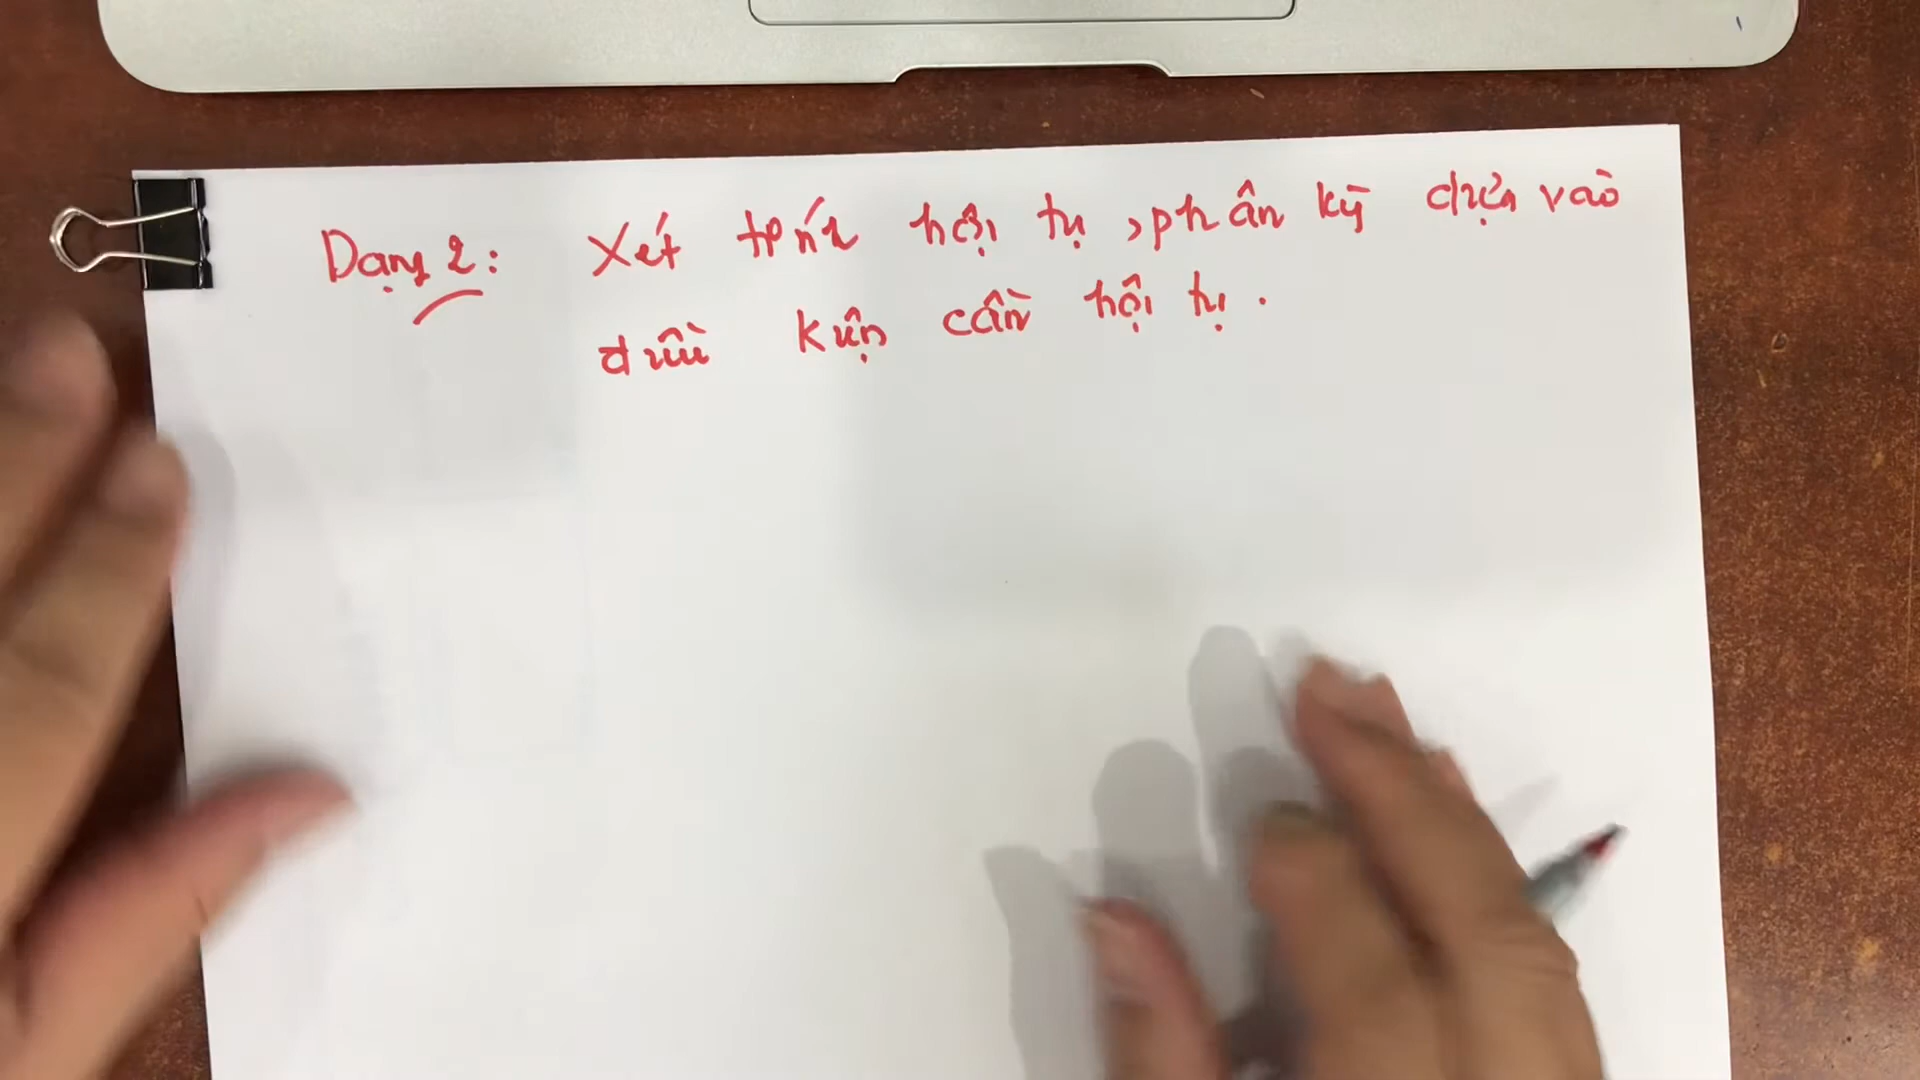 Dạng 2: Xét tính hội tụ, phân kỳ dựa vào
điều kiện cần hội tụ.